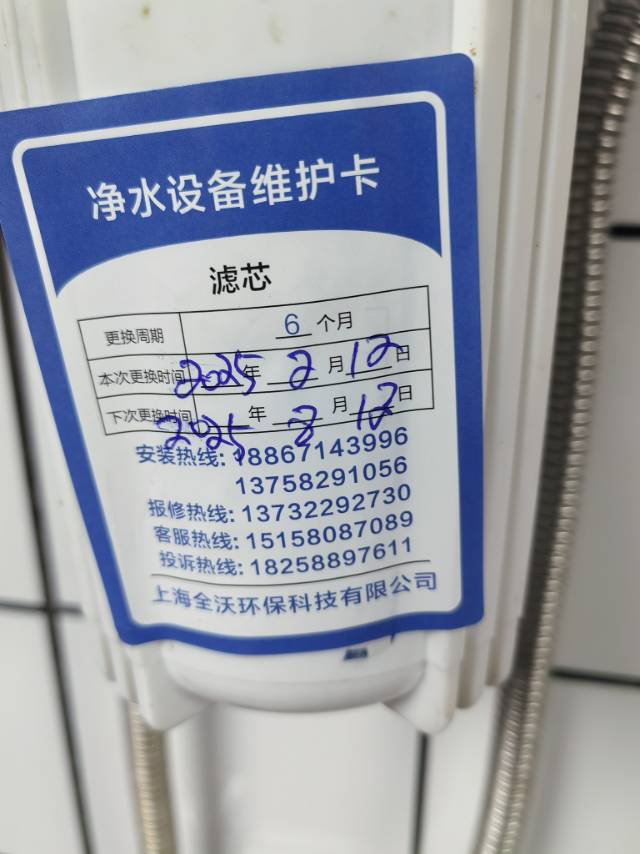 净水设备维护卡
滤芯
更换周期 6 个月
本次更换时间 2025 年 2 月 12 日
下次更换时间 2025 年 8 月 12 日
安装热线: 18867143996
13758291056
报修热线: 13732292730
客服热线: 15158087089
投诉热线: 18258897611
上海全沃环保科技有限公司